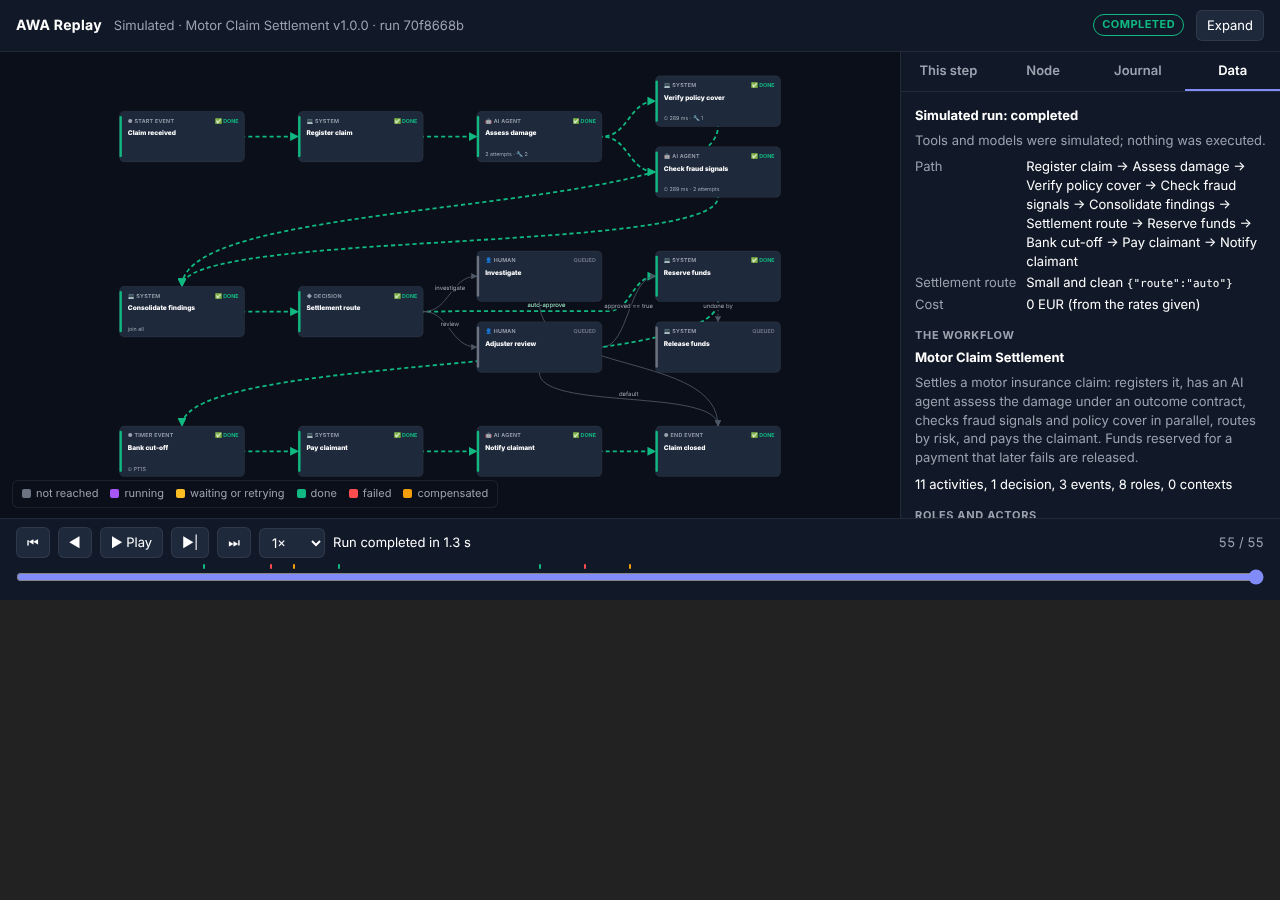 AWA Replay
Simulated · Motor Claim Settlement v1.0.0 · run 70f8668b
COMPLETED
Expand
START EVENT
DONE
Claim received
SYSTEM
DONE
Register claim
AI AGENT
DONE
Assess damage
SYSTEM
DONE
Verify policy cover
289 ms · 1
AI AGENT
DONE
Check fraud signals
289 ms · 2 attempts
SYSTEM
DONE
Consolidate findings
join all
DECISION
DONE
Settlement route
investigate
review
HUMAN
QUEUED
Investigate
auto-approve
HUMAN
QUEUED
Adjuster review
approved == true
SYSTEM
DONE
Reserve funds
undone by
SYSTEM
QUEUED
Release funds
default
TIMER EVENT
DONE
Bank cut-off
SYSTEM
DONE
Pay claimant
AI AGENT
DONE
Notify claimant
END EVENT
DONE
Claim closed
not reached
running
waiting or retrying
done
failed
compensated
This step
Node
Journal
Data
Simulated run: completed
Tools and models were simulated; nothing was executed.
Path
Register claim → Assess damage →
Verify policy cover → Check fraud
signals → Consolidate findings →
Settlement route → Reserve funds →
Bank cut-off → Pay claimant → Notify
claimant
Settlement route
Small and clean {"route":"auto"}
Cost
0 EUR (from the rates given)
THE WORKFLOW
Motor Claim Settlement
Settles a motor insurance claim: registers it, has an AI
agent assess the damage under an outcome contract,
checks fraud signals and policy cover in parallel, routes
by risk, and pays the claimant. Funds reserved for a
payment that later fails are released.
11 activities, 1 decision, 3 events, 8 roles, 0 contexts
ROLES AND ACTORS
Play
1×
Run completed in 1.3 s
55 / 55